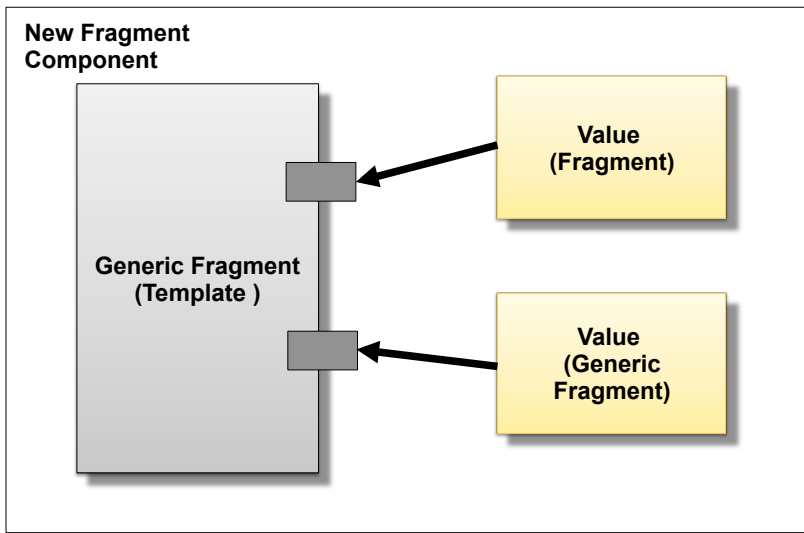 New Fragment
Component
Generic Fragment
(Template )
Value
(Fragment)
Value
(Generic
Fragment)